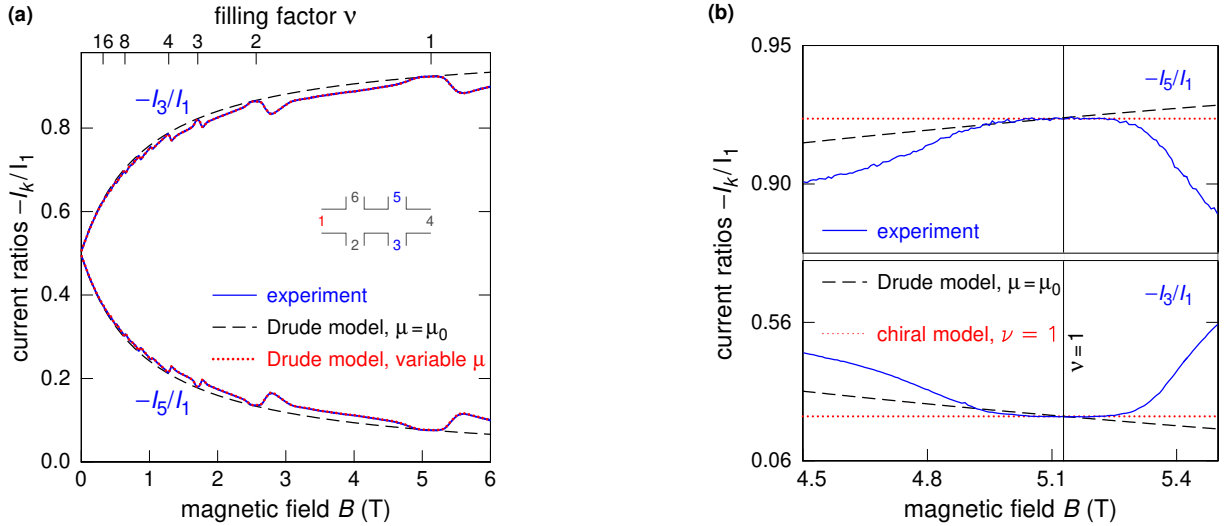 (a)
filling factor ν
16 8 4 3 2 1
current ratios −Iₖ/ I₁
0.8
0.6
0.4
0.2
0.0
−I₃/I₁
6 5
1 4
2 3
experiment
Drude model, μ = μ₀
Drude model, variable μ
−I₅/I₁
0 1 2 3 4 5 6
magnetic field B (T)
(b)
current ratios −Iₖ/ I₁
0.95
−I₅/I₁
0.90
experiment
Drude model, μ = μ₀
−I₃/I₁
0.56
chiral model, ν = 1
ν = 1
0.06
4.5 4.8 5.1 5.4
magnetic field B (T)